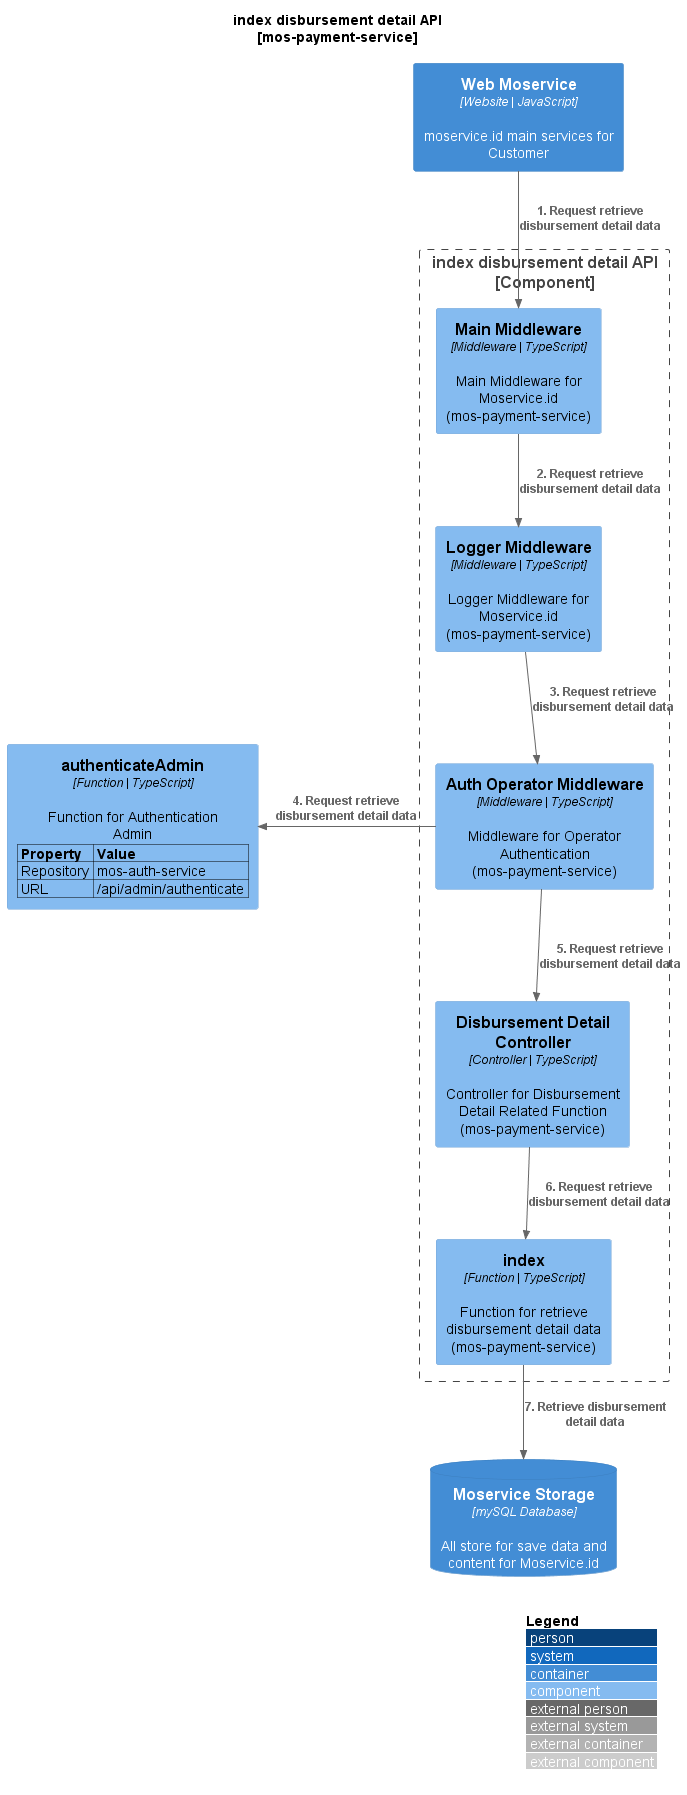 index disbursement detail API
[mos-payment-service]
Web Moservice
[Website | JavaScript]
moservice.id main services for
Customer
1. Request retrieve
disbursement detail data
index disbursement detail API
[Component]
Main Middleware
[Middleware | TypeScript]
Main Middleware for
Moservice.id
(mos-payment-service)
2. Request retrieve
disbursement detail data
Logger Middleware
[Middleware | TypeScript]
Logger Middleware for
Moservice.id
(mos-payment-service)
3. Request retrieve
disbursement detail data
authenticateAdmin
[Function | TypeScript]
Function for Authentication
Admin
Property Value
Repository mos-auth-service
URL /api/admin/authenticate
4. Request retrieve
disbursement detail data
Auth Operator Middleware
[Middleware | TypeScript]
Middleware for Operator
Authentication
(mos-payment-service)
5. Request retrieve
disbursement detail data
Disbursement Detail
Controller
[Controller | TypeScript]
Controller for Disbursement
Detail Related Function
(mos-payment-service)
6. Request retrieve
disbursement detail data
index
[Function | TypeScript]
Function for retrieve
disbursement detail data
(mos-payment-service)
7. Retrieve disbursement
detail data
Moservice Storage
[mySQL Database]
All store for save data and
content for Moservice.id
Legend
person
system
container
component
external person
external system
external container
external component